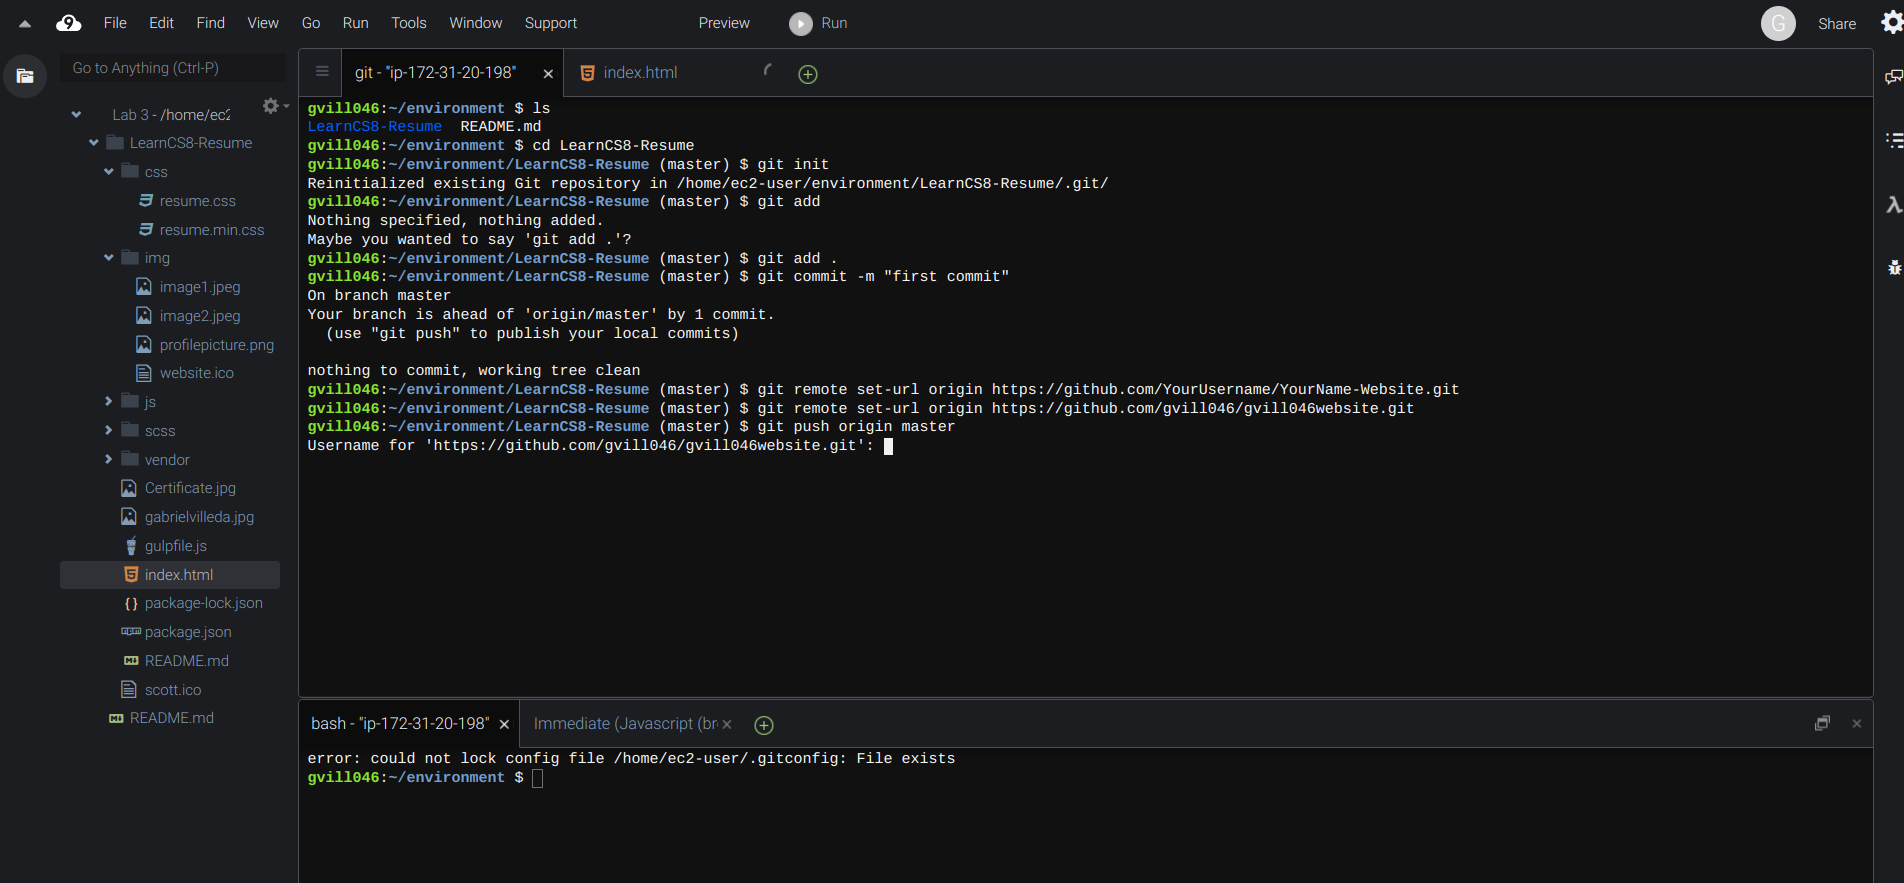 9 File Edit Find View Go Run Tools Window Support Preview Run G Share
Go to Anything (Ctrl-P)
Lab 3 - /home/ec2
LearnCS8-Resume
css
resume.css
resume.min.css
img
image1.jpeg
image2.jpeg
profilepicture.png
website.ico
js
scss
vendor
Certificate.jpg
gabrielvilleda.jpg
gulpfile.js
index.html
package-lock.json
package.json
README.md
scott.ico
README.md
git - "ip-172-31-20-198" index.html
gvill046:~/environment $ ls
LearnCS8-Resume  README.md
gvill046:~/environment $ cd LearnCS8-Resume
gvill046:~/environment/LearnCS8-Resume (master) $ git init
Reinitialized existing Git repository in /home/ec2-user/environment/LearnCS8-Resume/.git/
gvill046:~/environment/LearnCS8-Resume (master) $ git add
Nothing specified, nothing added.
Maybe you wanted to say 'git add .'?
gvill046:~/environment/LearnCS8-Resume (master) $ git add .
gvill046:~/environment/LearnCS8-Resume (master) $ git commit -m "first commit"
On branch master
Your branch is ahead of 'origin/master' by 1 commit.
  (use "git push" to publish your local commits)
nothing to commit, working tree clean
gvill046:~/environment/LearnCS8-Resume (master) $ git remote set-url origin https://github.com/YourUsername/YourName-Website.git
gvill046:~/environment/LearnCS8-Resume (master) $ git remote set-url origin https://github.com/gvill046/gvill046website.git
gvill046:~/environment/LearnCS8-Resume (master) $ git push origin master
Username for 'https://github.com/gvill046/gvill046website.git':
bash - "ip-172-31-20-198" Immediate (Javascript (br
error: could not lock config file /home/ec2-user/.gitconfig: File exists
gvill046:~/environment $